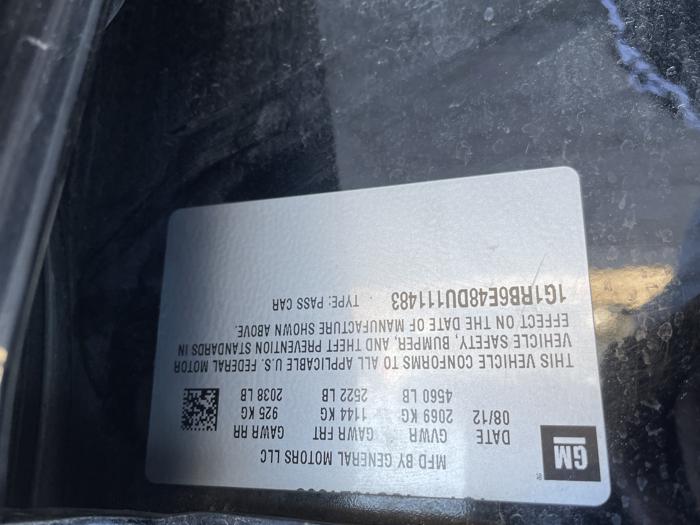 GM
®
MFD BY GENERAL MOTORS LLC
DATE GVWR GAWR FRT GAWR RR
08/12 2069 KG 1144 KG 925 KG
4560 LB 2522 LB 2038 LB
THIS VEHICLE CONFORMS TO ALL APPLICABLE U.S. FEDERAL MOTOR
VEHICLE SAFETY, BUMPER, AND THEFT PREVENTION STANDARDS IN
EFFECT ON THE DATE OF MANUFACTURE SHOWN ABOVE.
1G1RB6E48DU111483 TYPE: PASS CAR